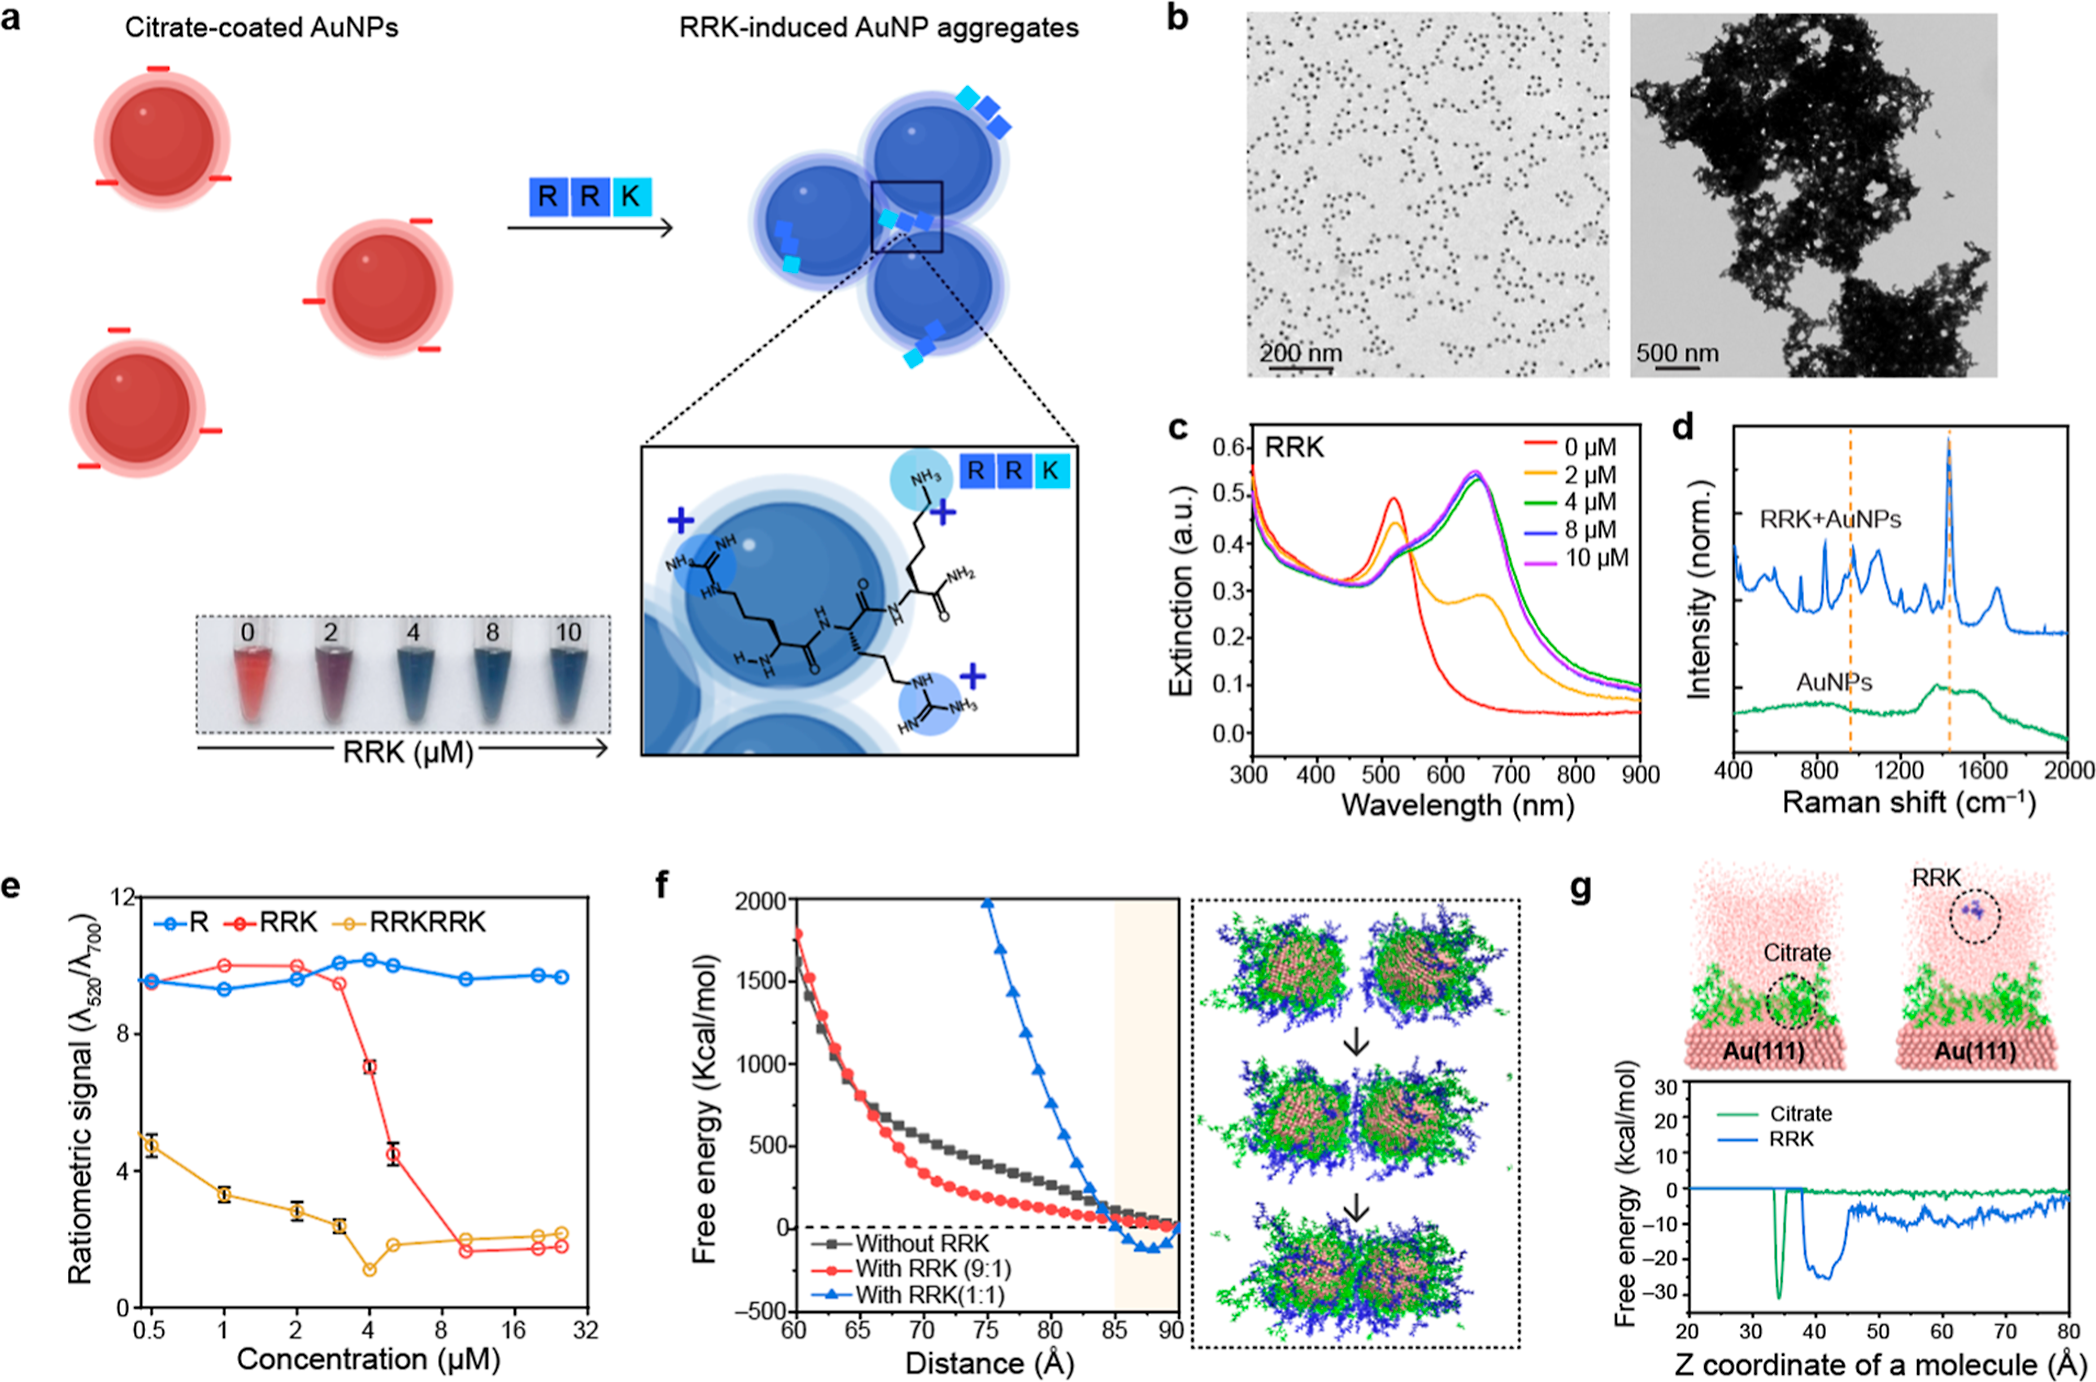 a
Citrate-coated AuNPs
RRK-induced AuNP aggregates
R R K
R R K
NH3
+
+
NH3
NH
HN
O
NH2
H
N
N
H
O
H
N
H
O
+
NH
HN
NH3
0 2 4 8 10
RRK (μM)
b
200 nm
500 nm
c
RRK
0 μM
2 μM
4 μM
8 μM
10 μM
0.6
0.5
0.4
0.3
0.2
0.1
0.0
Extinction (a.u.)
300 400 500 600 700 800 900
Wavelength (nm)
d
RRK+AuNPs
AuNPs
Intensity (norm.)
400 800 1200 1600 2000
Raman shift (cm⁻¹)
e
R RRK RRKRRK
12
8
4
0
Ratiometric signal (λ520/λ700)
0.5 1 2 4 8 16 32
Concentration (μM)
f
2000
1500
1000
500
0
–500
Free energy (Kcal/mol)
Without RRK
With RRK (9:1)
With RRK(1:1)
60 65 70 75 80 85 90
Distance (Å)
g
RRK
Citrate
Au(111)
Au(111)
30
20
10
0
–10
–20
–30
Free energy (kcal/mol)
Citrate
RRK
20 30 40 50 60 70 80
Z coordinate of a molecule (Å)